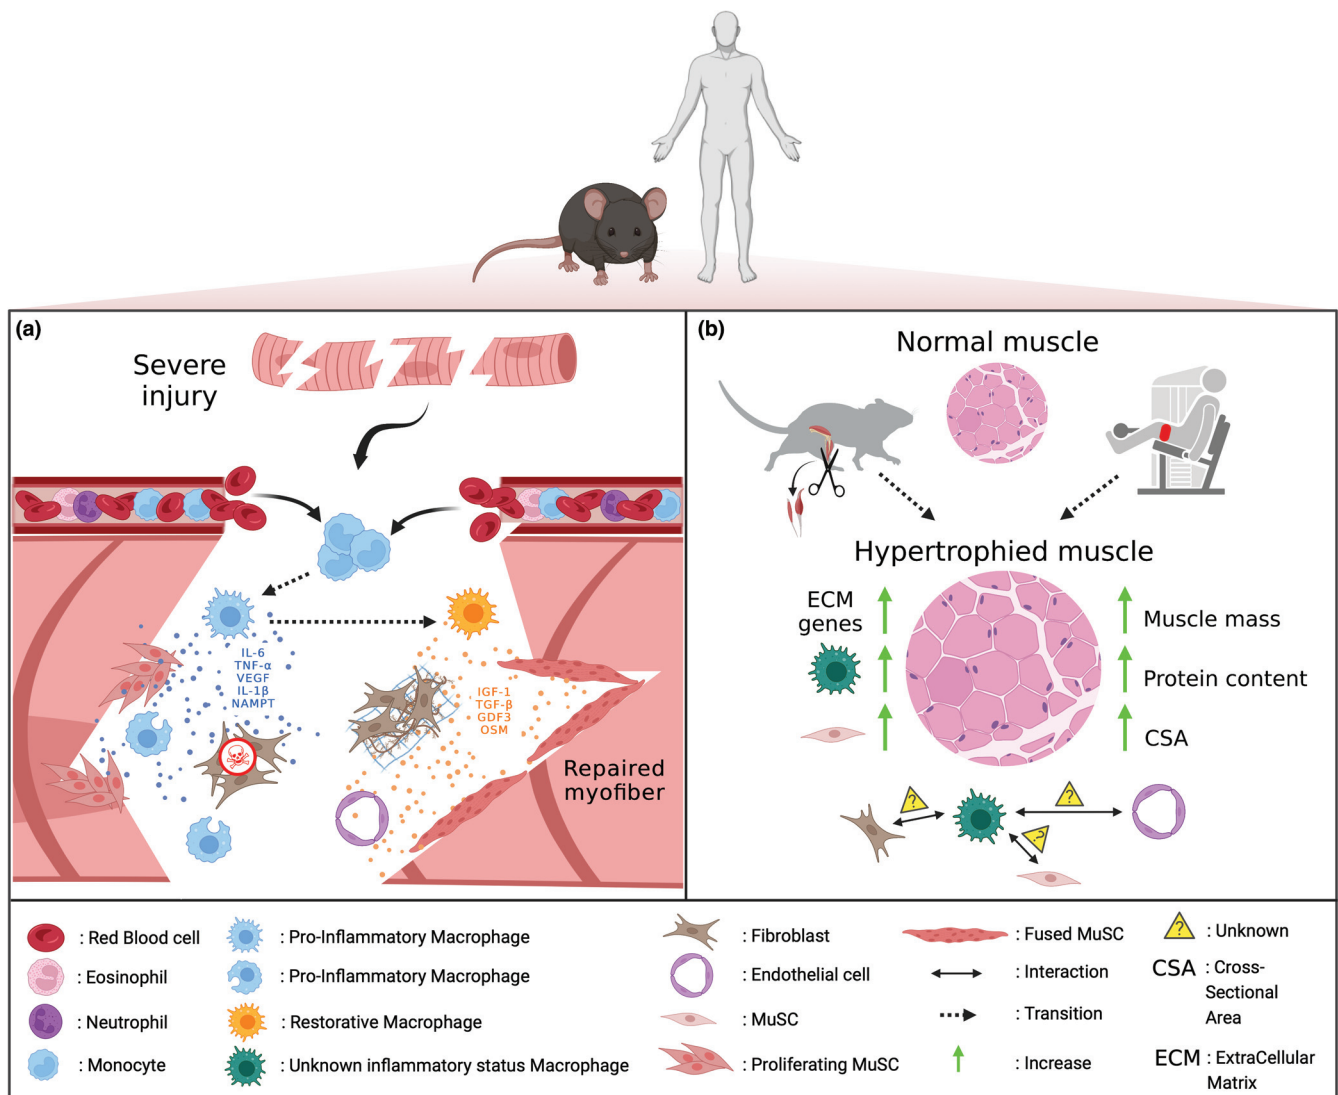 (a)
Severe
injury
IL-6
TNF-α
VEGF
IL-1β
NAMPT
IGF-1
TGF-β
GDF3
OSM
Repaired
myofiber
(b)
Normal muscle
Hypertrophied muscle
ECM
genes
Muscle mass
Protein content
CSA
?
?
?
: Red Blood cell
: Eosinophil
: Neutrophil
: Monocyte
: Pro-Inflammatory Macrophage
: Pro-Inflammatory Macrophage
: Restorative Macrophage
: Unknown inflammatory status Macrophage
: Fibroblast
: Endothelial cell
: MuSC
: Proliferating MuSC
: Fused MuSC
: Interaction
: Transition
: Increase
? : Unknown
CSA : Cross-
Sectional
Area
ECM : ExtraCellular
Matrix